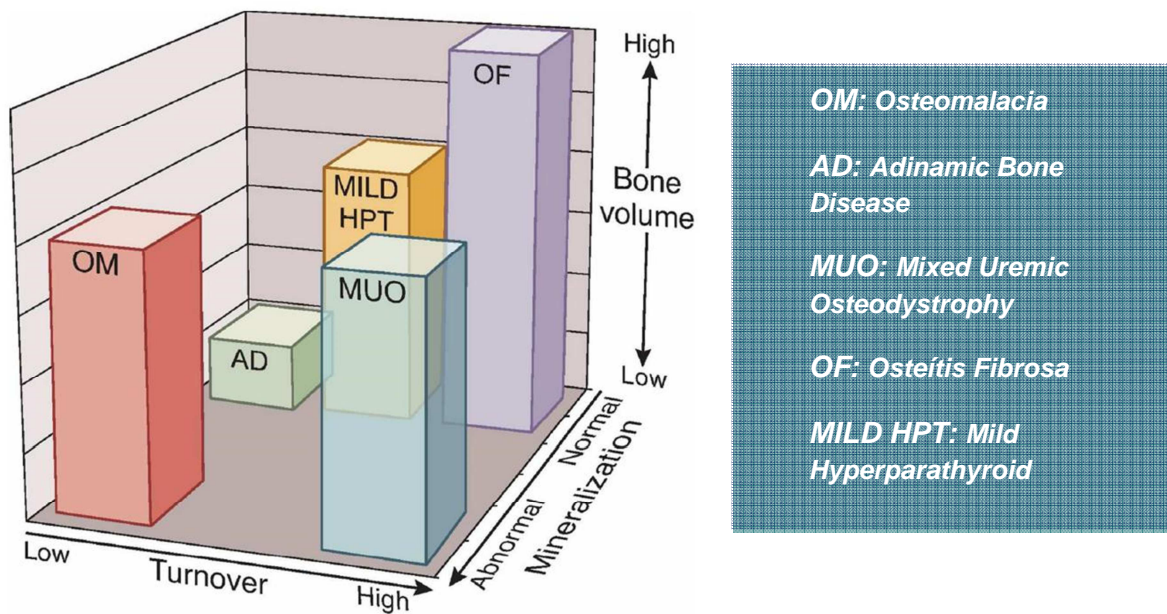 High
OF
MILD
HPT
Bone
volume
OM
MUO
AD
Low
Normal
Mineralization
Abnormal
Low
Turnover
High
OM: Osteomalacia
AD: Adinamic Bone
Disease
MUO: Mixed Uremic
Osteodystrophy
OF: Osteítis Fibrosa
MILD HPT: Mild
Hyperparathyroid